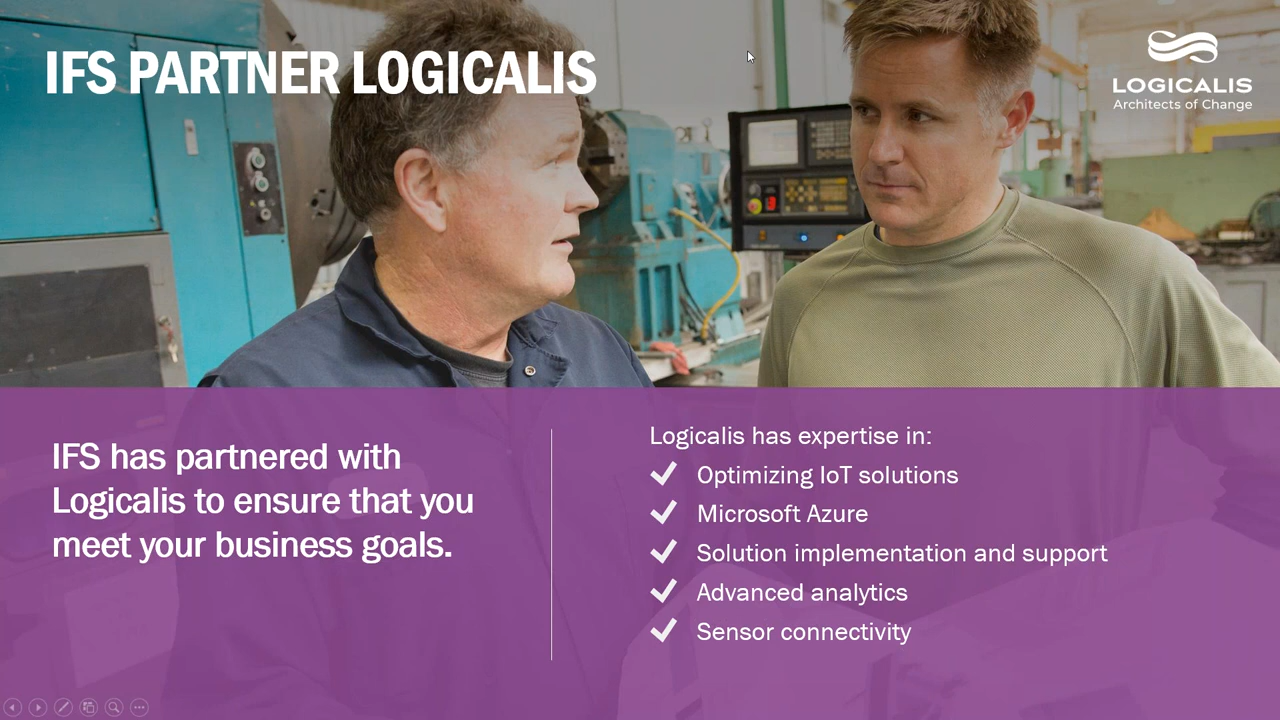 IFS PARTNER LOGICALIS
LOGICALIS
Architects of Change
IFS has partnered with
Logicalis to ensure that you
meet your business goals.
Logicalis has expertise in:
Optimizing IoT solutions
Microsoft Azure
Solution implementation and support
Advanced analytics
Sensor connectivity